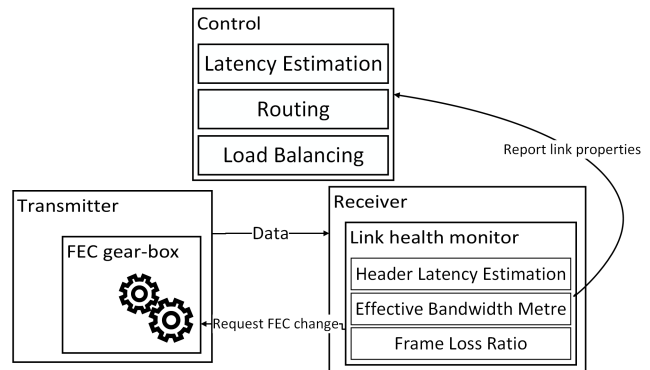 Control
Latency Estimation
Routing
Load Balancing
Report link properties
Transmitter
FEC gear-box
Data
Request FEC change
Receiver
Link health monitor
Header Latency Estimation
Effective Bandwidth Metre
Frame Loss Ratio